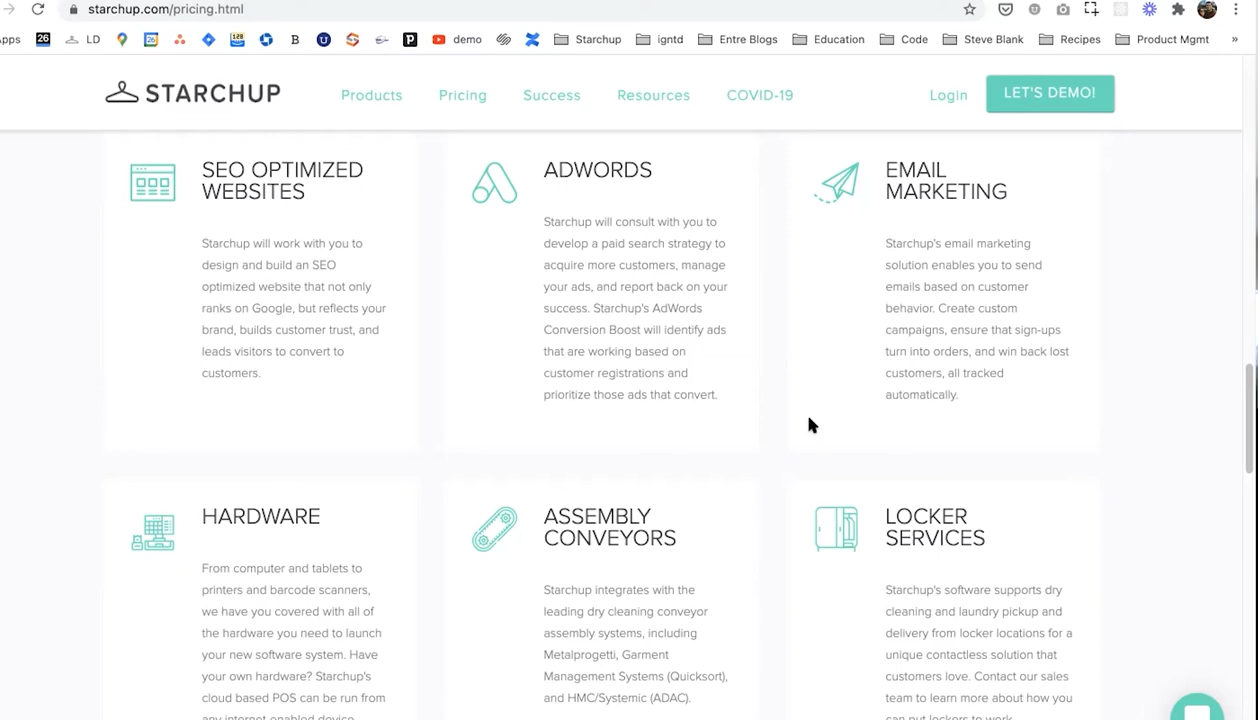 starchup.com/pricing.html
Apps 26 LD 26 128 B U demo Starchup igntd Entre Blogs Education Code Steve Blank Recipes Product Mgmt »
STARCHUP Products Pricing Success Resources COVID-19 Login LET'S DEMO!
SEO OPTIMIZED
WEBSITES
Starchup will work with you to
design and build an SEO
optimized website that not only
ranks on Google, but reflects your
brand, builds customer trust, and
leads visitors to convert to
customers.
ADWORDS
Starchup will consult with you to
develop a paid search strategy to
acquire more customers, manage
your ads, and report back on your
success. Starchup's AdWords
Conversion Boost will identify ads
that are working based on
customer registrations and
prioritize those ads that convert.
EMAIL
MARKETING
Starchup's email marketing
solution enables you to send
emails based on customer
behavior. Create custom
campaigns, ensure that sign-ups
turn into orders, and win back lost
customers, all tracked
automatically.
HARDWARE
From computer and tablets to
printers and barcode scanners,
we have you covered with all of
the hardware you need to launch
your new software system. Have
your own hardware? Starchup's
cloud based POS can be run from
any internet-enabled device
ASSEMBLY
CONVEYORS
Starchup integrates with the
leading dry cleaning conveyor
assembly systems, including
Metalprogetti, Garment
Management Systems (Quicksort),
and HMC/Systemic (ADAC).
LOCKER
SERVICES
Starchup's software supports dry
cleaning and laundry pickup and
delivery from locker locations for a
unique contactless solution that
customers love. Contact our sales
team to learn more about how you
can put lockers to work